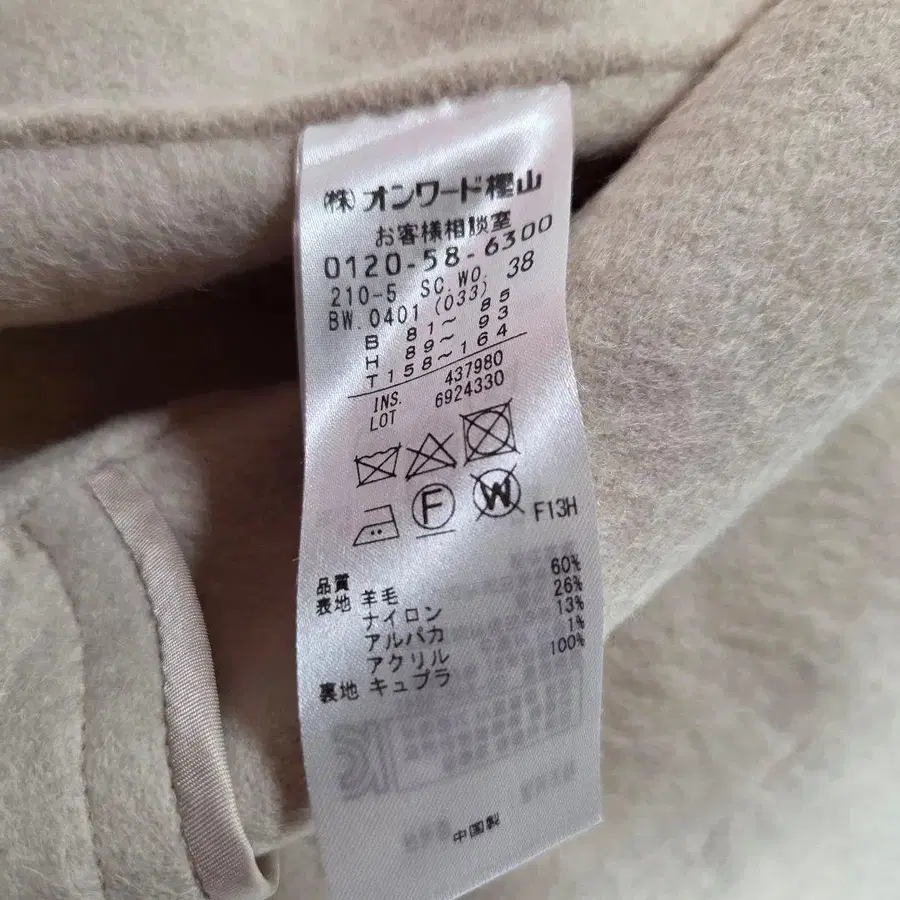 (株)オンワード樫山
お客様相談室
0120-58-6300
210-5 SC.WO. 38
BW.0401 (033)
B 81～ 85
H 89～ 93
T158～164
INS. 437980
LOT 6924330
F W F13H
品質
表地 羊毛 60%
ナイロン 26%
アルパカ 13%
アクリル 1%
裏地 キュプラ 100%
中国製